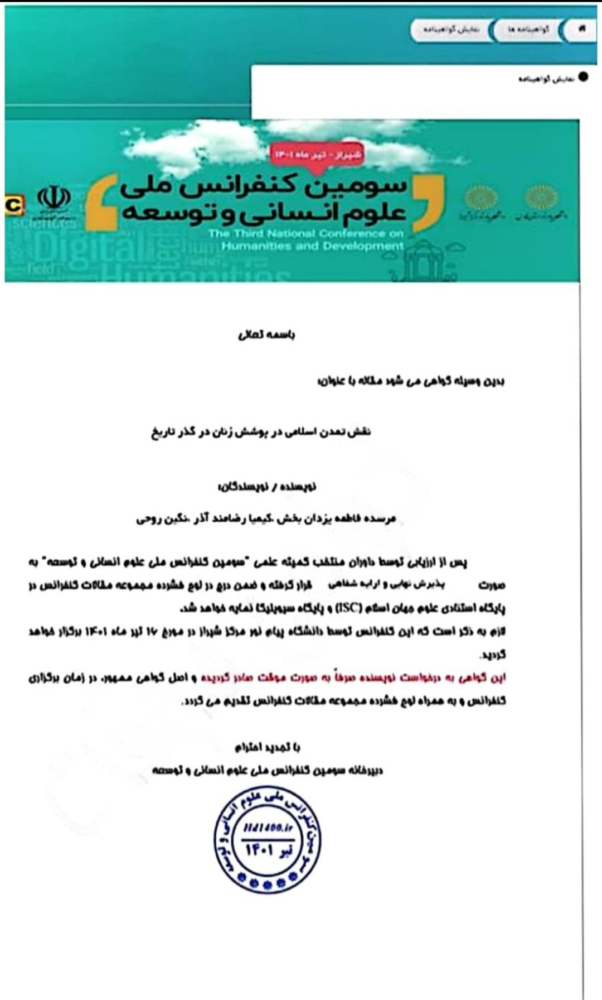 گواهینامه ها
نمایش گواهینامه
نمایش گواهینامه
شیراز - تیر ماه ۱۴۰۱
سومین کنفرانس ملی
علوم انسانی و توسعه
The Third National Conference on
Humanities and Development
C
sciences
Digital
field
Humanities
باسمه تعالی
بدین وسیله گواهی می شود مقاله با عنوان:
نقش تمدن اسلامی در پوشش زنان در گذر تاریخ
نویسنده / نویسندگان:
مرسده فاطمه یزدان بخش ،کیمیا رضامند آذر ،نگین روحی
پس از ارزیابی توسط داوران منتخب کمیته علمی "سومین کنفرانس ملی علوم انسانی و توسعه" به
صورت پذیرش نهایی و ارایه شفاهی قرار گرفته و ضمن درج در لوح فشرده مجموعه مقالات کنفرانس در
پایگاه استنادی علوم جهان اسلام (ISC) و پایگاه سیویلیکا نمایه خواهد شد.
لازم به ذکر است که این کنفرانس توسط دانشگاه پیام نور مرکز شیراز در مورخ ۱۶ تیر ماه ۱۴۰۱ برگزار خواهد
گردید.
این گواهی به درخواست نویسنده صرفاً به صورت موقت صادر گردیده و اصل گواهی ممهور، در زمان برگزاری
کنفرانس و به همراه لوح فشرده مجموعه مقالات کنفرانس تقدیم می گردد.
با تجدید احترام
دبیرخانه سومین کنفرانس ملی علوم انسانی و توسعه
سومین کنفرانس ملی علوم انسانی و توسعه
Hd1400.ir
تیر ۱۴۰۱